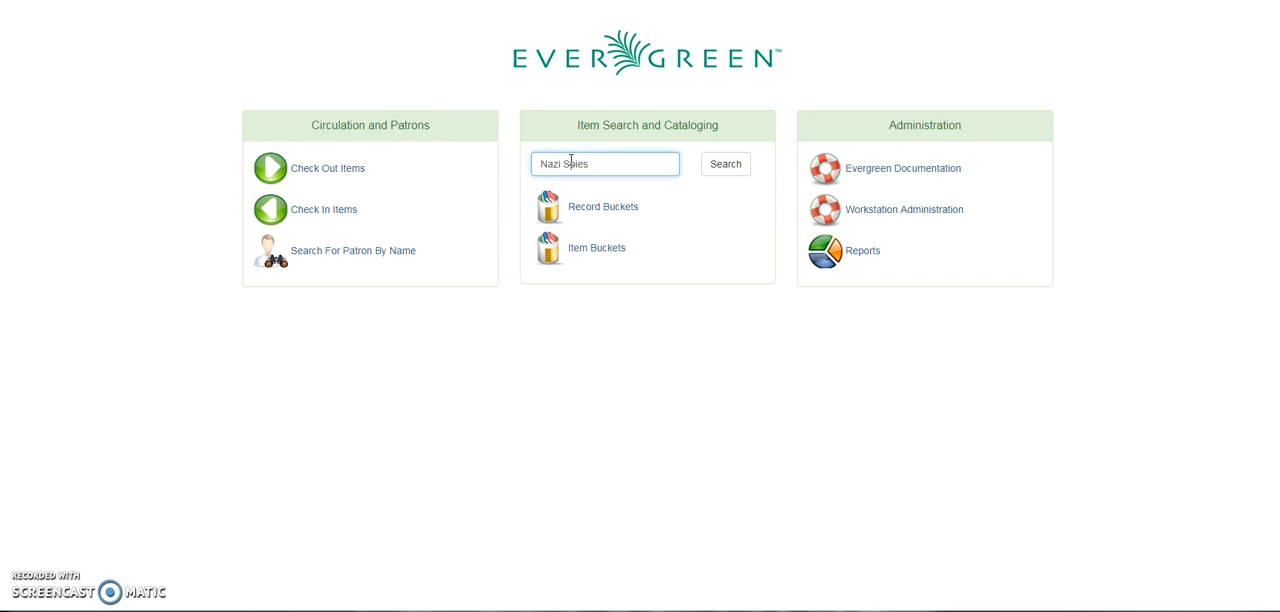 EVERGREEN™
Circulation and Patrons
Check Out Items
Check In Items
Search For Patron By Name
Item Search and Cataloging
Nazi Spies
Search
Record Buckets
Item Buckets
Administration
Evergreen Documentation
Workstation Administration
Reports
RECORDED WITH
SCREENCAST MATIC